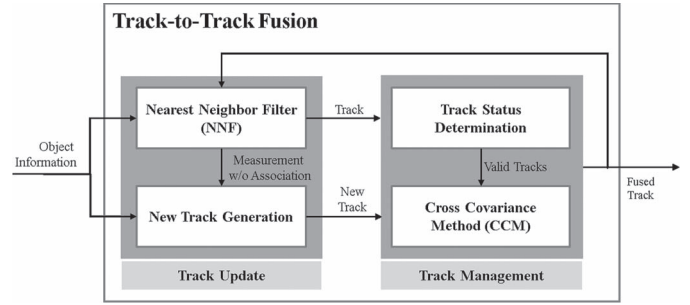 Track-to-Track Fusion
Nearest Neighbor Filter
(NNF)
Track
Track Status
Determination
Object
Information
Measurement
w/o Association
Valid Tracks
New
Track
Fused
Track
New Track Generation
Cross Covariance
Method (CCM)
Track Update
Track Management